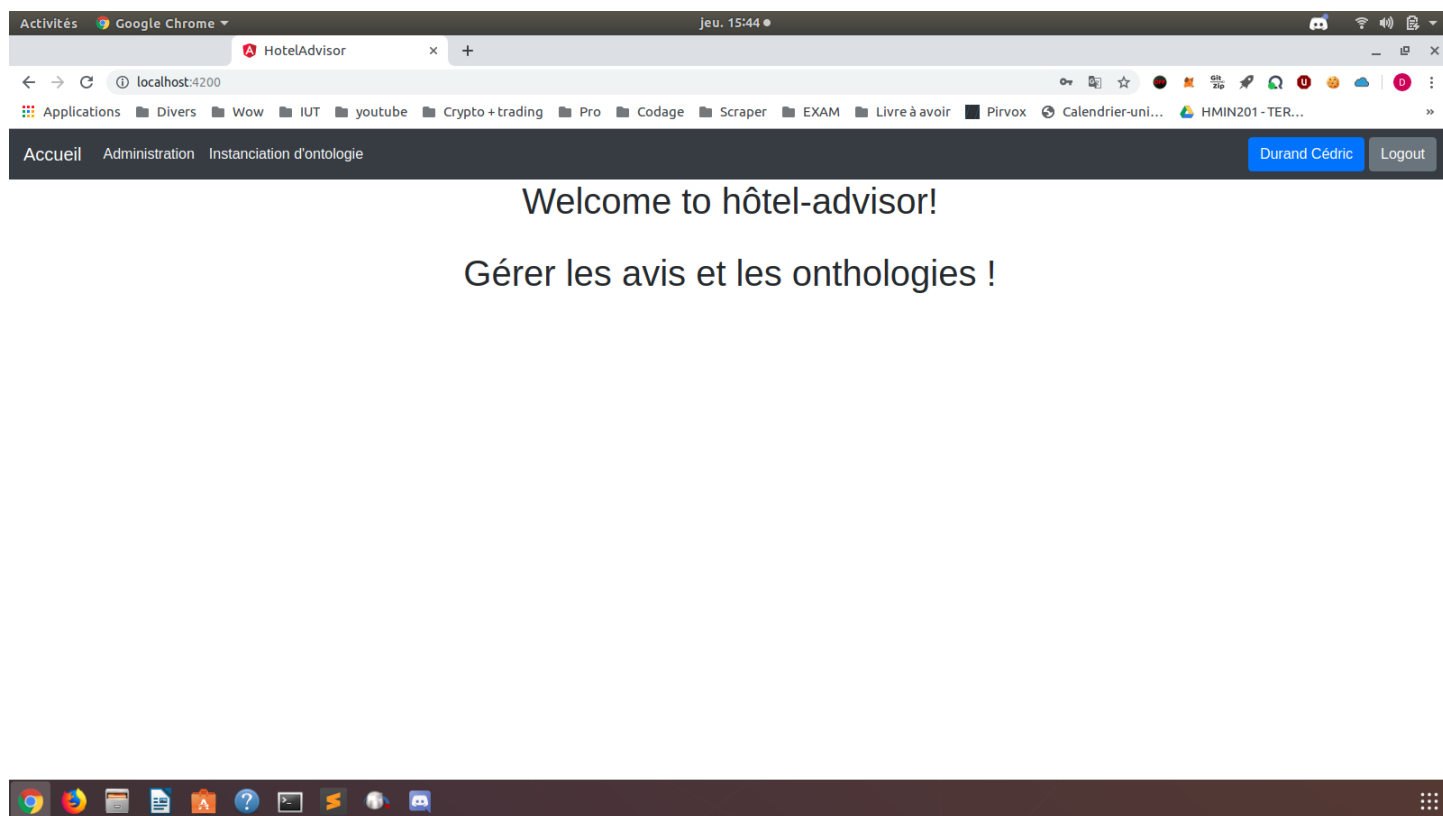 Activités Google Chrome jeu. 15:44
HotelAdvisor
localhost:4200
Applications Divers Wow IUT youtube Crypto + trading Pro Codage Scraper EXAM Livre à avoir Pirvox Calendrier-uni… HMIN201 - TER… »
Accueil Administration Instanciation d'ontologie Durand Cédric Logout
Welcome to hôtel-advisor!
Gérer les avis et les onthologies !